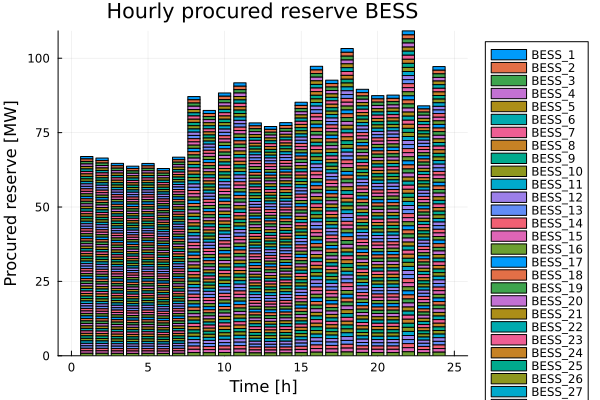 Hourly procured reserve BESS
Procured reserve [MW]
100
75
50
25
0
0 5 10 15 20 25
Time [h]
BESS_1
BESS_2
BESS_3
BESS_4
BESS_5
BESS_6
BESS_7
BESS_8
BESS_9
BESS_10
BESS_11
BESS_12
BESS_13
BESS_14
BESS_15
BESS_16
BESS_17
BESS_18
BESS_19
BESS_20
BESS_21
BESS_22
BESS_23
BESS_24
BESS_25
BESS_26
BESS_27